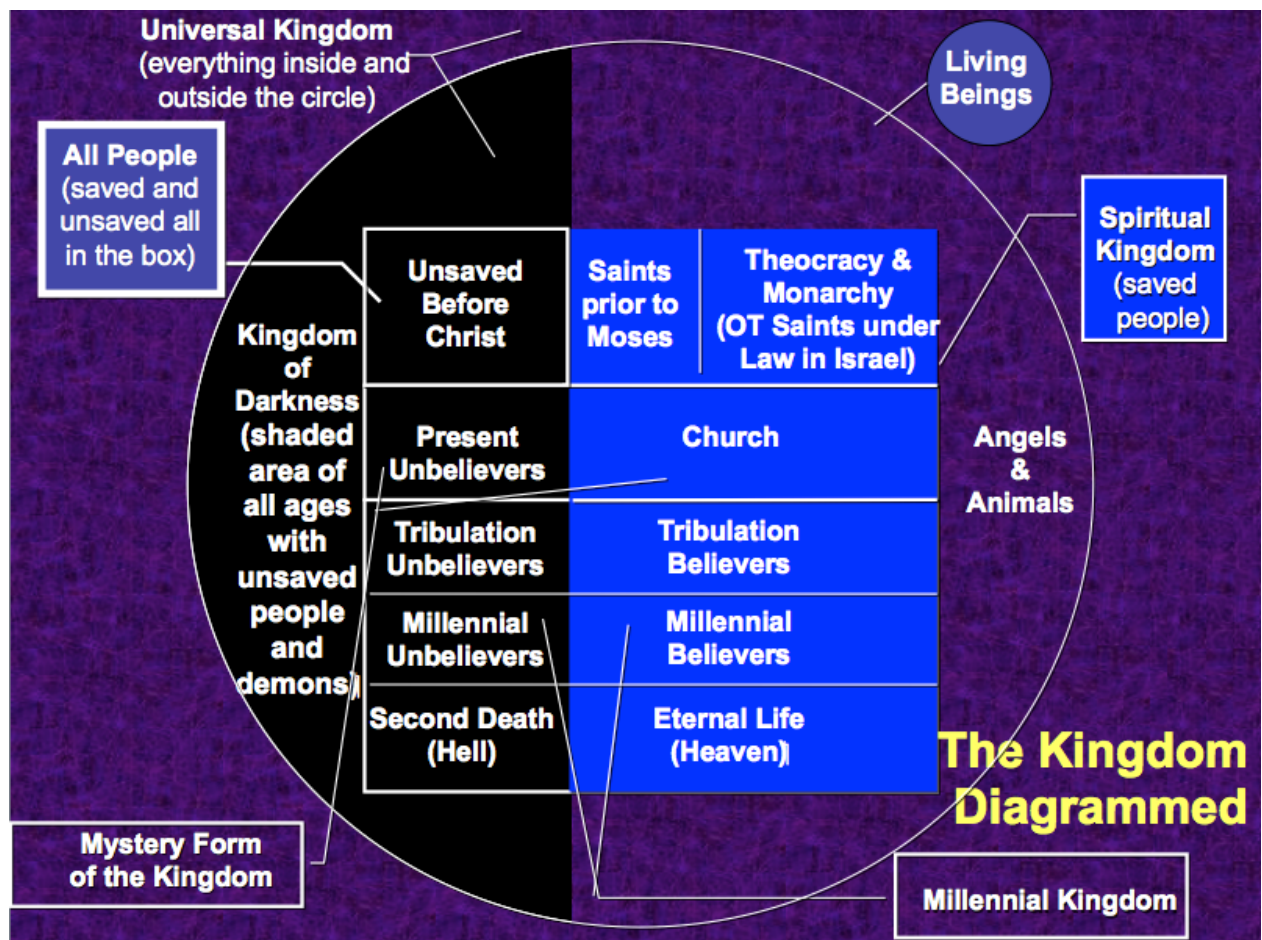 Universal Kingdom
(everything inside and
outside the circle)
Living
Beings
All People
(saved and
unsaved all
in the box)
Spiritual
Kingdom
(saved
people)
Unsaved
Before
Christ
Saints
prior to
Moses
Theocracy &
Monarchy
(OT Saints under
Law in Israel)
Kingdom
of
Darkness
(shaded
area of
all ages
with
unsaved
people
and
demons)
Present
Unbelievers
Church
Angels
&
Animals
Tribulation
Unbelievers
Tribulation
Believers
Millennial
Unbelievers
Millennial
Believers
Second Death
(Hell)
Eternal Life
(Heaven)
The Kingdom
Diagrammed
Mystery Form
of the Kingdom
Millennial Kingdom